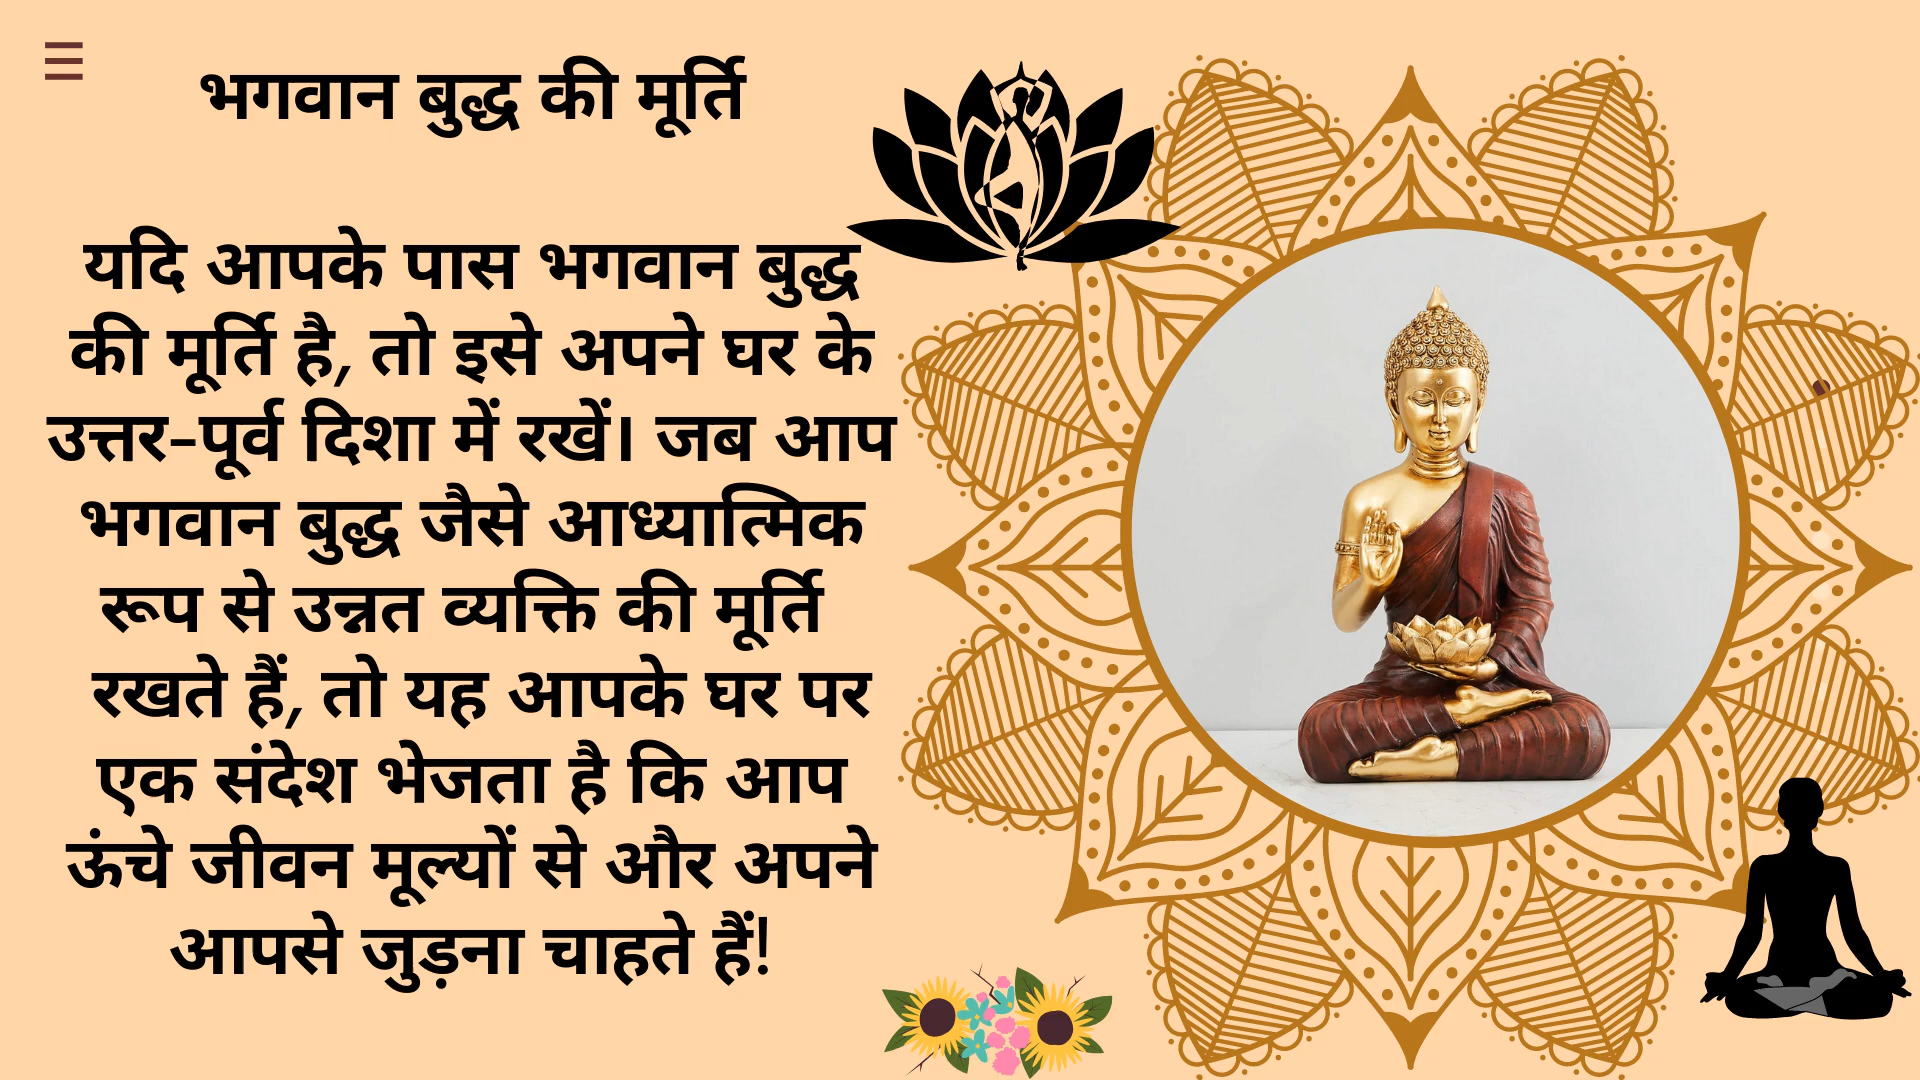 भगवान बुद्ध की मूर्ति
यदि आपके पास भगवान बुद्ध
की मूर्ति है, तो इसे अपने घर के
उत्तर-पूर्व दिशा में रखें। जब आप
भगवान बुद्ध जैसे आध्यात्मिक
रूप से उन्नत व्यक्ति की मूर्ति
रखते हैं, तो यह आपके घर पर
एक संदेश भेजता है कि आप
ऊंचे जीवन मूल्यों से और अपने
आपसे जुड़ना चाहते हैं!